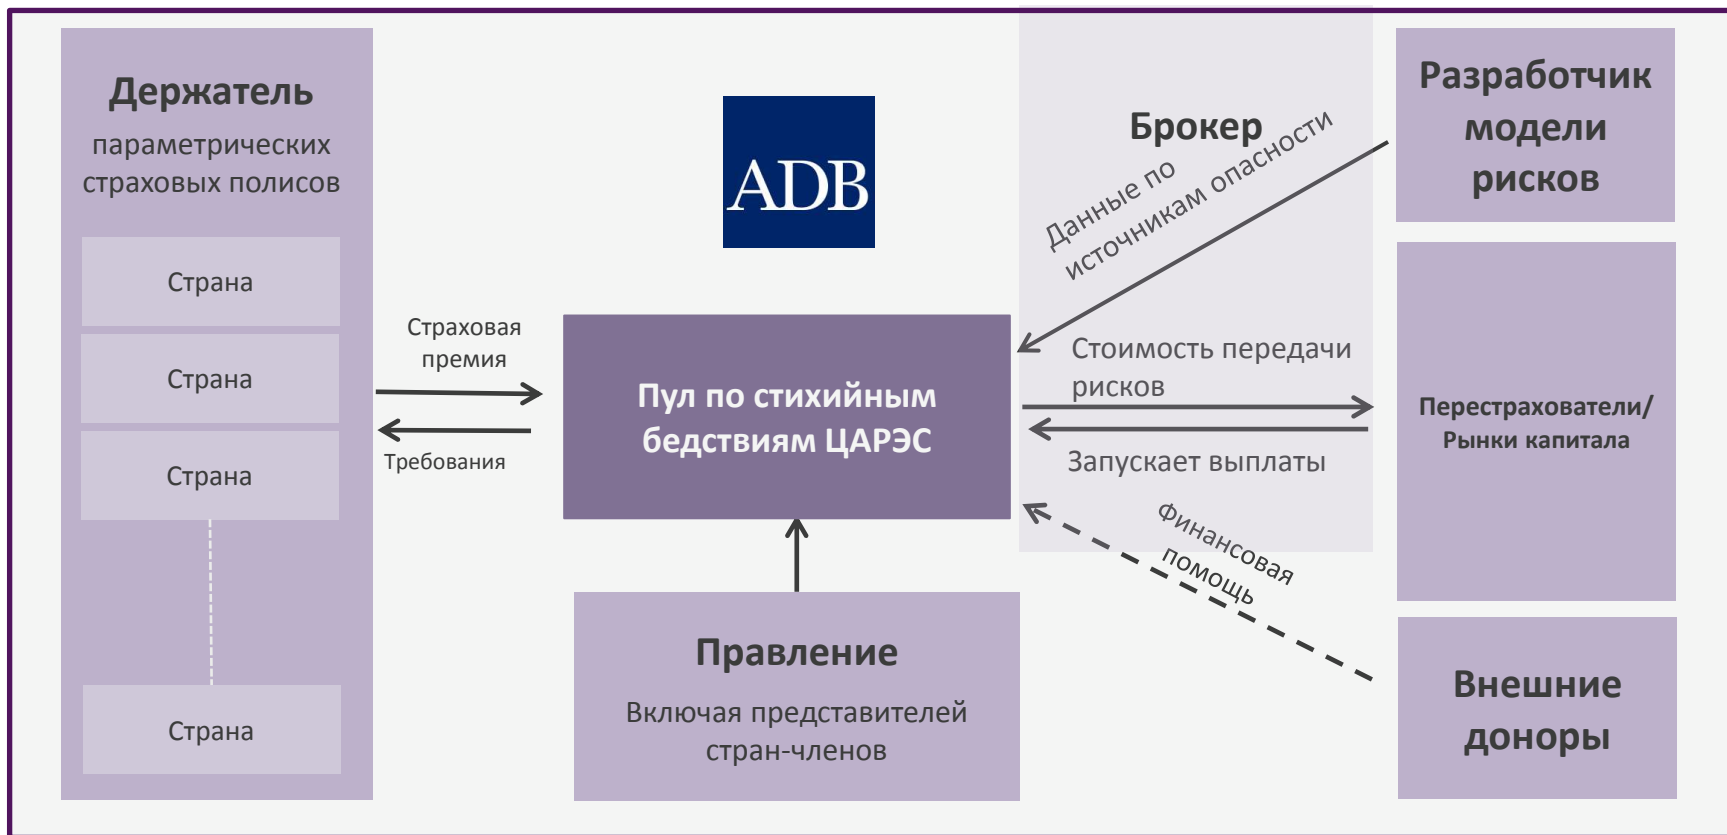 Держатель
параметрических
страховых полисов
Страна
Страна
Страна
Страна
Страховая
премия
Требования
ADB
Пул по стихийным
бедствиям ЦАРЭС
Правление
Включая представителей
стран-членов
Брокер
Данные по
источникам опасности
Стоимость передачи
рисков
Запускает выплаты
Финансовая
помощь
Разработчик
модели
рисков
Перестрахователи/
Рынки капитала
Внешние
доноры